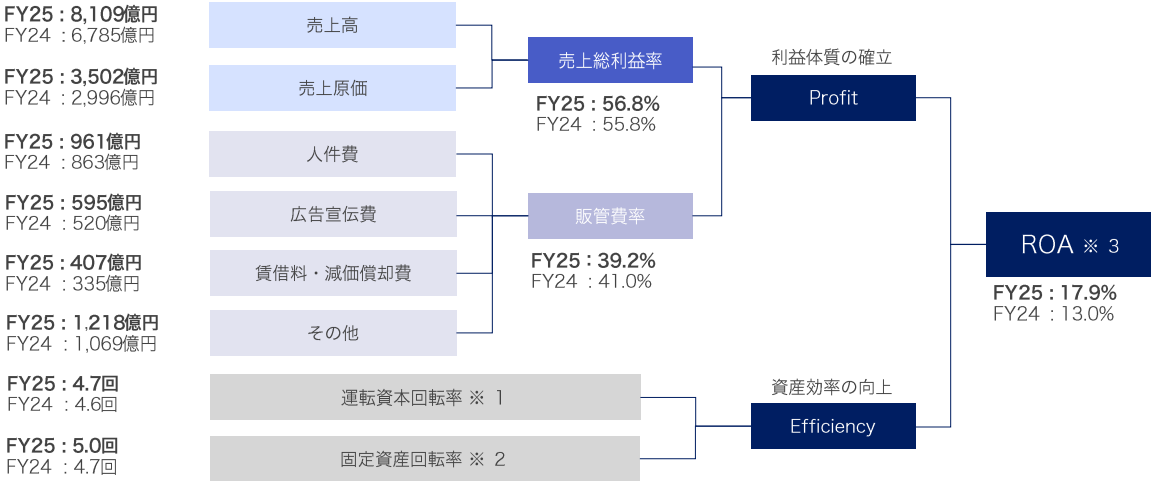 FY25 : 8,109億円
FY24 : 6,785億円
売上高
FY25 : 3,502億円
FY24 : 2,996億円
売上原価
売上総利益率
FY25 : 56.8%
FY24 : 55.8%
利益体質の確立
Profit
FY25 : 961億円
FY24 : 863億円
人件費
FY25 : 595億円
FY24 : 520億円
広告宣伝費
販管費率
FY25 : 39.2%
FY24 : 41.0%
FY25 : 407億円
FY24 : 335億円
賃借料・減価償却費
FY25 : 1,218億円
FY24 : 1,069億円
その他
ROA ※ 3
FY25 : 17.9%
FY24 : 13.0%
FY25 : 4.7回
FY24 : 4.6回
運転資本回転率 ※ 1
資産効率の向上
Efficiency
FY25 : 5.0回
FY24 : 4.7回
固定資産回転率 ※ 2